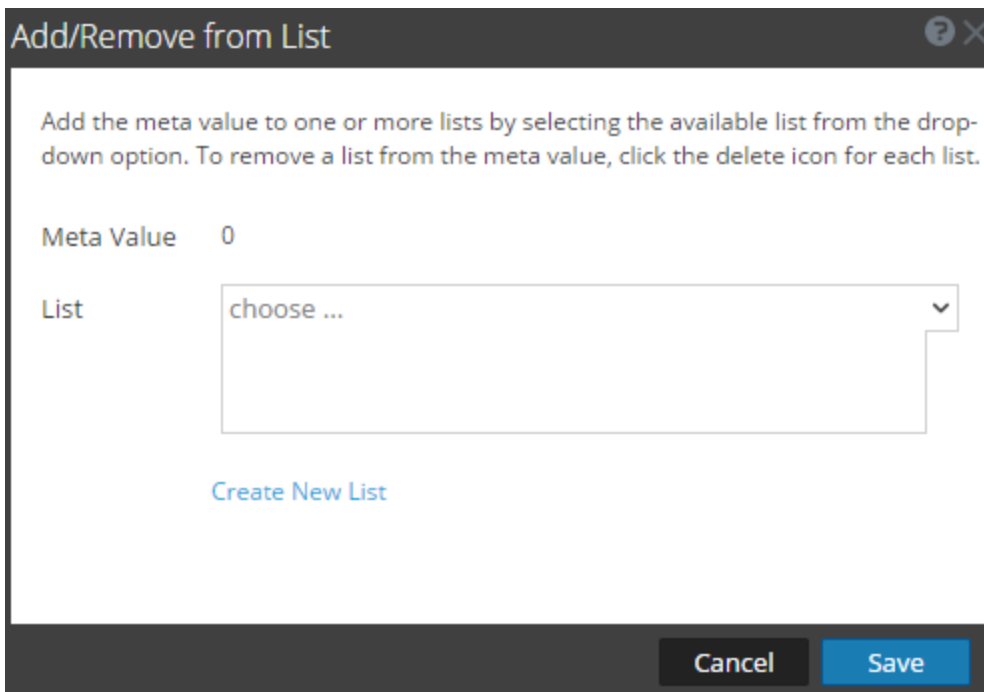 Add/Remove from List
Add the meta value to one or more lists by selecting the available list from the drop-
down option. To remove a list from the meta value, click the delete icon for each list.
Meta Value 0
List choose ...
Create New List
Cancel Save